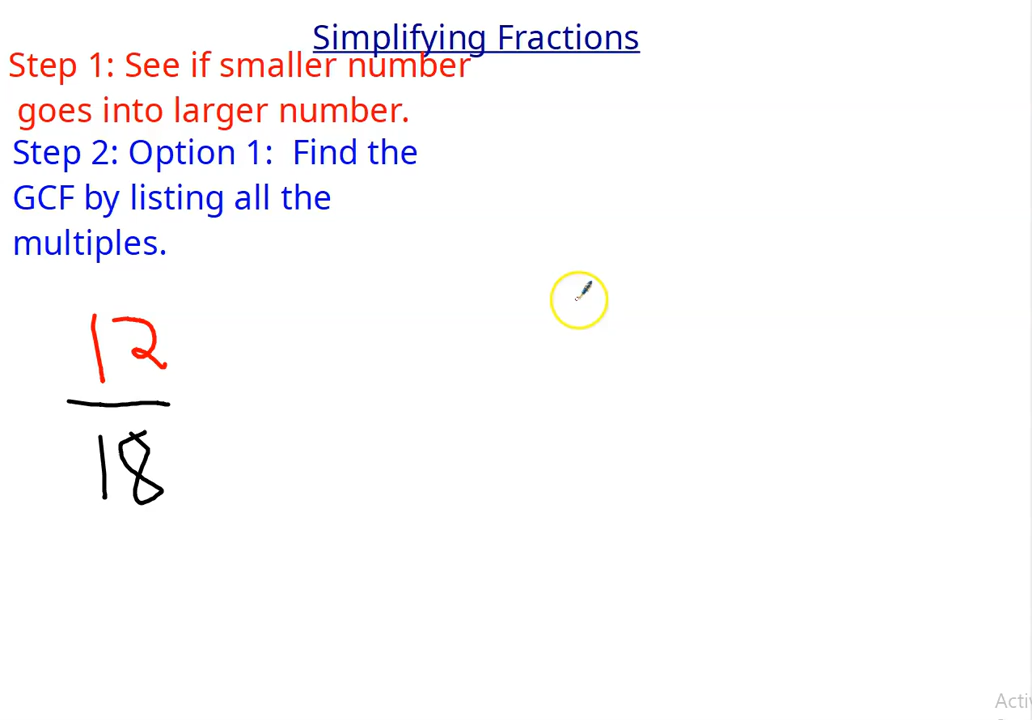 Simplifying Fractions
Step 1: See if smaller number
goes into larger number.
Step 2: Option 1: Find the
GCF by listing all the
multiples.
12
18
Acti